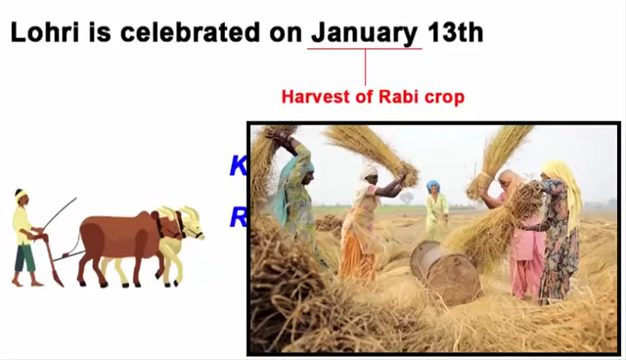 Lohri is celebrated on January 13th
Harvest of Rabi crop
K
R